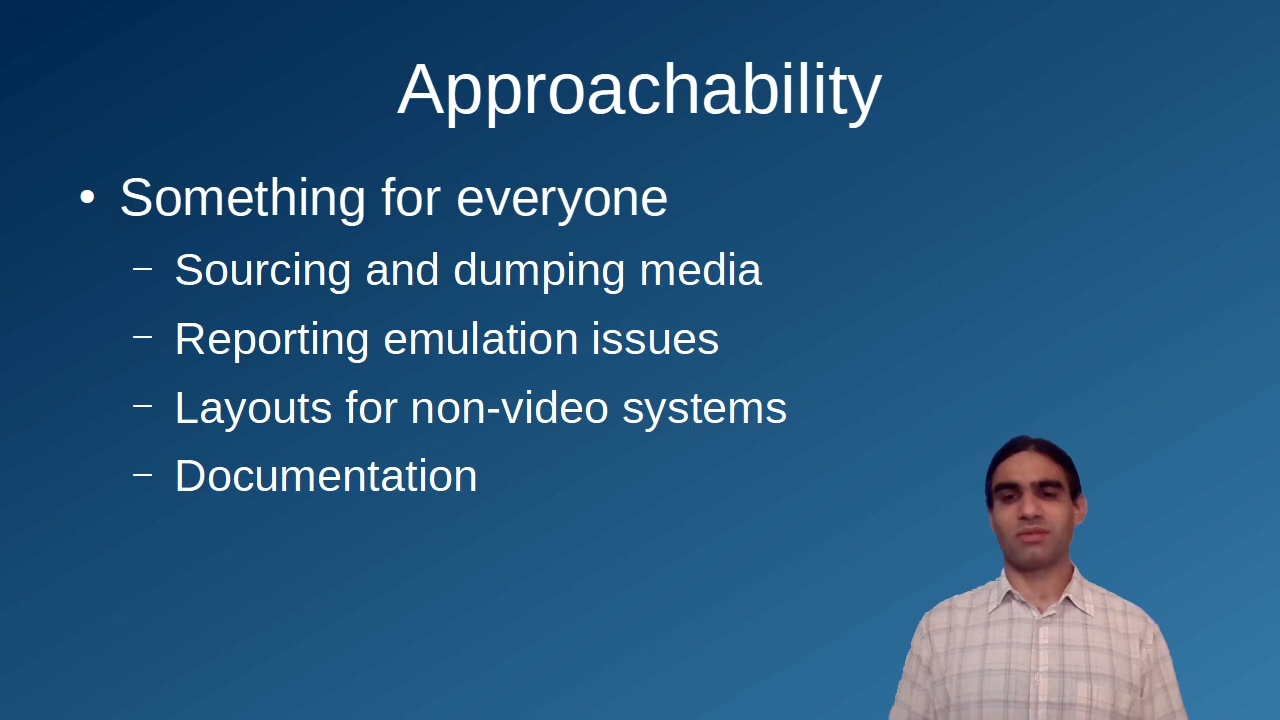 Approachability
• Something for everyone
– Sourcing and dumping media
– Reporting emulation issues
– Layouts for non-video systems
– Documentation